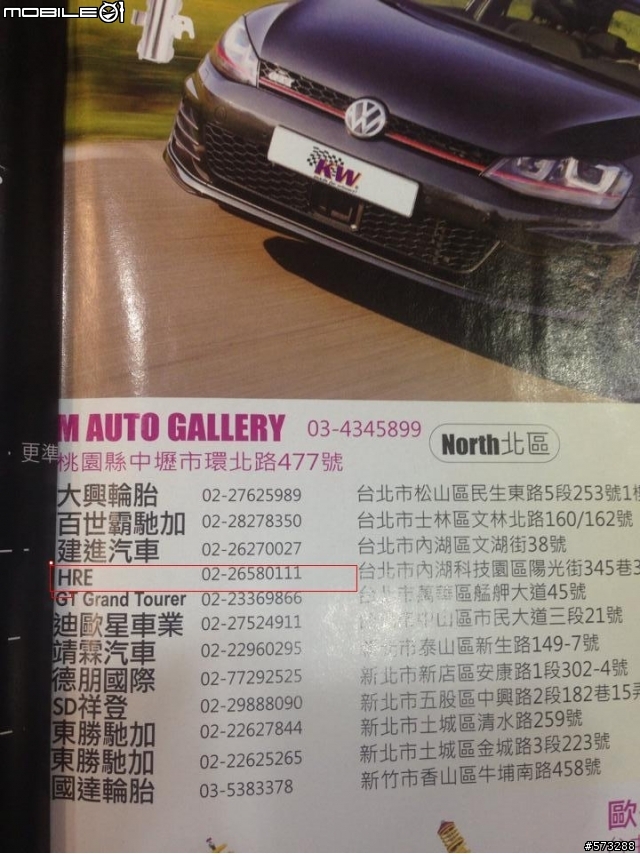 MOBILE01
KW
M AUTO GALLERY 03-4345899 North北區
更準
桃園縣中壢市環北路477號
大興輪胎 02-27625989 台北市松山區民生東路5段253號1樓
百世霸馳加 02-28278350 台北市士林區文林北路160/162號
建進汽車 02-26270027 台北市內湖區文湖街38號
HRE 02-26580111 台北市內湖科技園區陽光街345巷3
GT Grand Tourer 02-23369866 台北市萬華區艋舺大道45號
迪歐星車業 02-27524911 中山區市民大道三段21號
靖霖汽車 02-22960295 市泰山區新生路149-7號
德朋國際 02-77292525 新北市新店區安康路1段302-4號
SD祥登 02-29888090 新北市五股區中興路2段182巷15弄
東勝馳加 02-22627844 新北市土城區清水路259號
東勝馳加 02-22625265 新北市土城區金城路3段223號
國達輪胎 03-5383378 新竹市香山區牛埔南路458號
歐
#573288